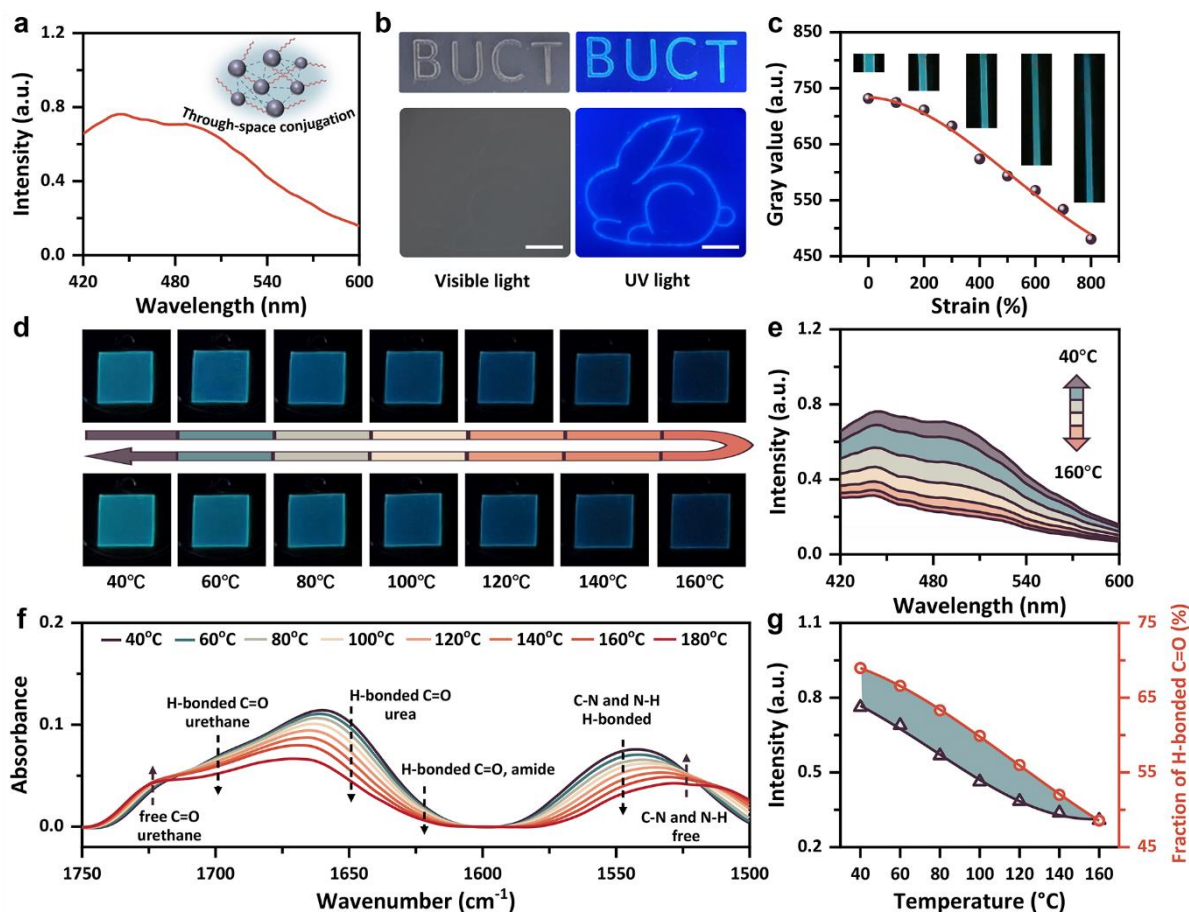 a
1.2
0.8
0.4
0.0
Intensity (a.u.)
Through-space conjugation
420
480
540
600
Wavelength (nm)
b
BUCT
BUCT
Visible light
UV light
c
850
750
650
550
450
Gray value
0
200
400
600
800
Strain (%)
d
40°C
60°C
80°C
100°C
120°C
140°C
160°C
e
1.2
0.8
0.4
0.0
Intensity (a.u.)
40°C
160°C
420
480
540
600
Wavelength (nm)
f
0.2
0.1
0.0
Absorbance
40°C
60°C
80°C
100°C
120°C
140°C
160°C
180°C
H-bonded C=O
urethane
H-bonded C=O
urea
C-N and N-H
H-bonded
H-bonded C=O, amide
free C=O
urethane
C-N and N-H
free
1750
1700
1650
1600
1550
1500
Wavenumber (cm⁻¹)
g
1.1
0.8
0.5
0.2
Intensity (a.u.)
75
65
55
45
Fraction of H-bonded C=O (%)
40
60
80
100
120
140
160
Temperature (°C)